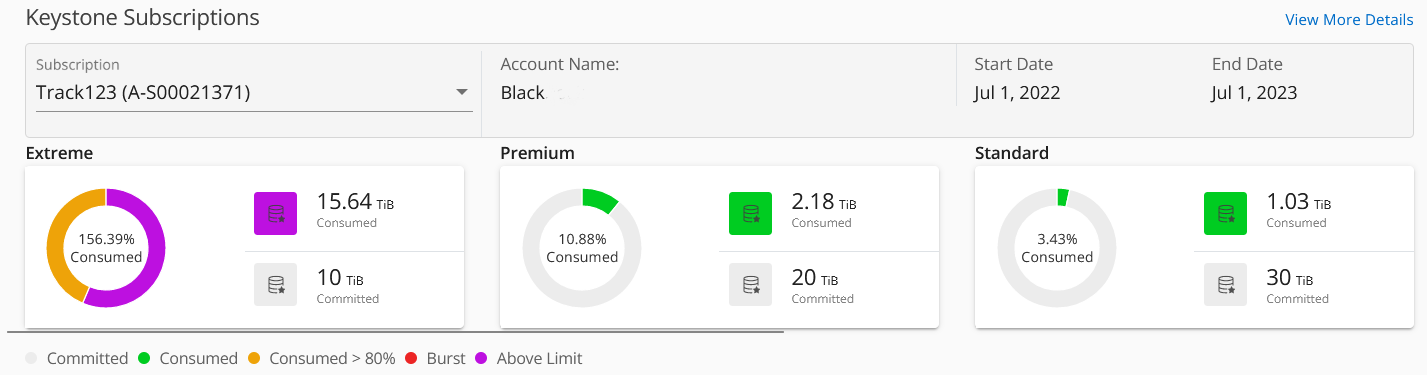 Keystone Subscriptions
View More Details
Subscription
Track123 (A-S00021371)
Account Name:
Black
Start Date
Jul 1, 2022
End Date
Jul 1, 2023
Extreme
156.39%
Consumed
15.64 TiB
Consumed
10 TiB
Committed
Premium
10.88%
Consumed
2.18 TiB
Consumed
20 TiB
Committed
Standard
3.43%
Consumed
1.03 TiB
Consumed
30 TiB
Committed
Committed Consumed Consumed > 80% Burst Above Limit